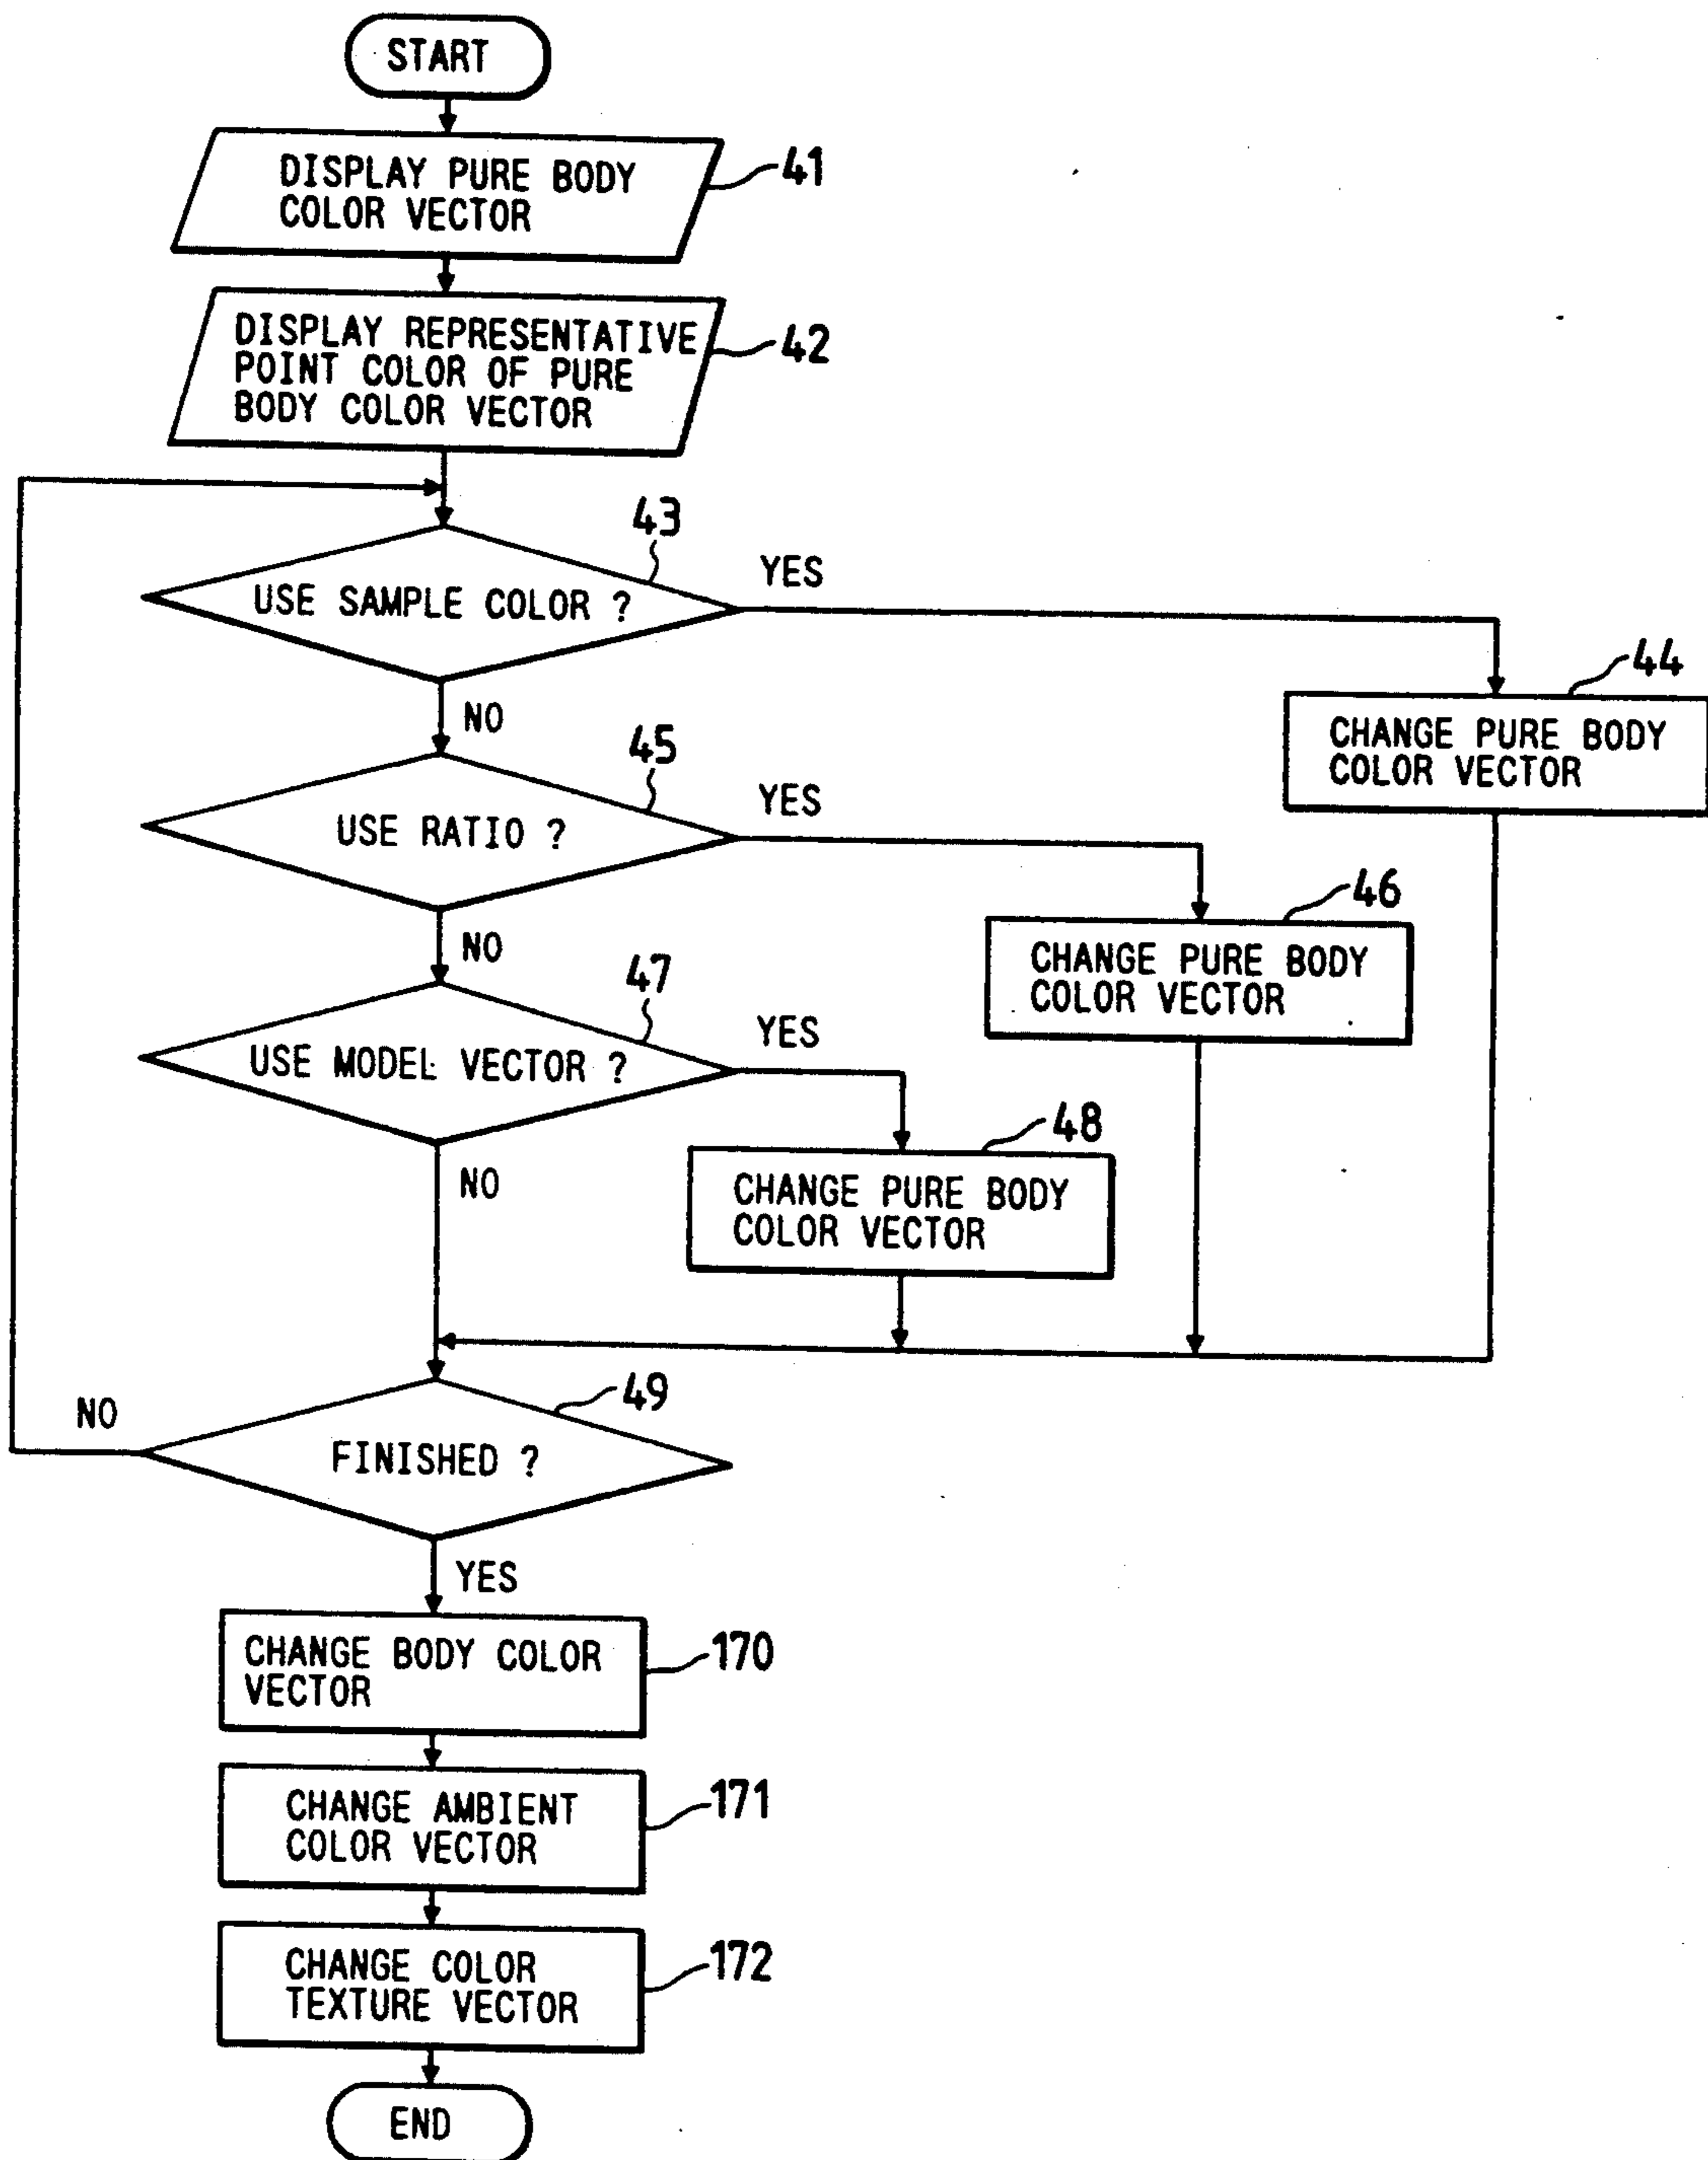 START
DISPLAY PURE BODY
COLOR VECTOR
41
DISPLAY REPRESENTATIVE
POINT COLOR OF PURE
BODY COLOR VECTOR
42
43
USE SAMPLE COLOR ?
YES
NO
44
CHANGE PURE BODY
COLOR VECTOR
45
USE RATIO ?
YES
NO
46
CHANGE PURE BODY
COLOR VECTOR
47
USE MODEL VECTOR ?
YES
NO
48
CHANGE PURE BODY
COLOR VECTOR
49
FINISHED ?
NO
YES
CHANGE BODY COLOR
VECTOR
170
CHANGE AMBIENT
COLOR VECTOR
171
CHANGE COLOR
TEXTURE VECTOR
172
END